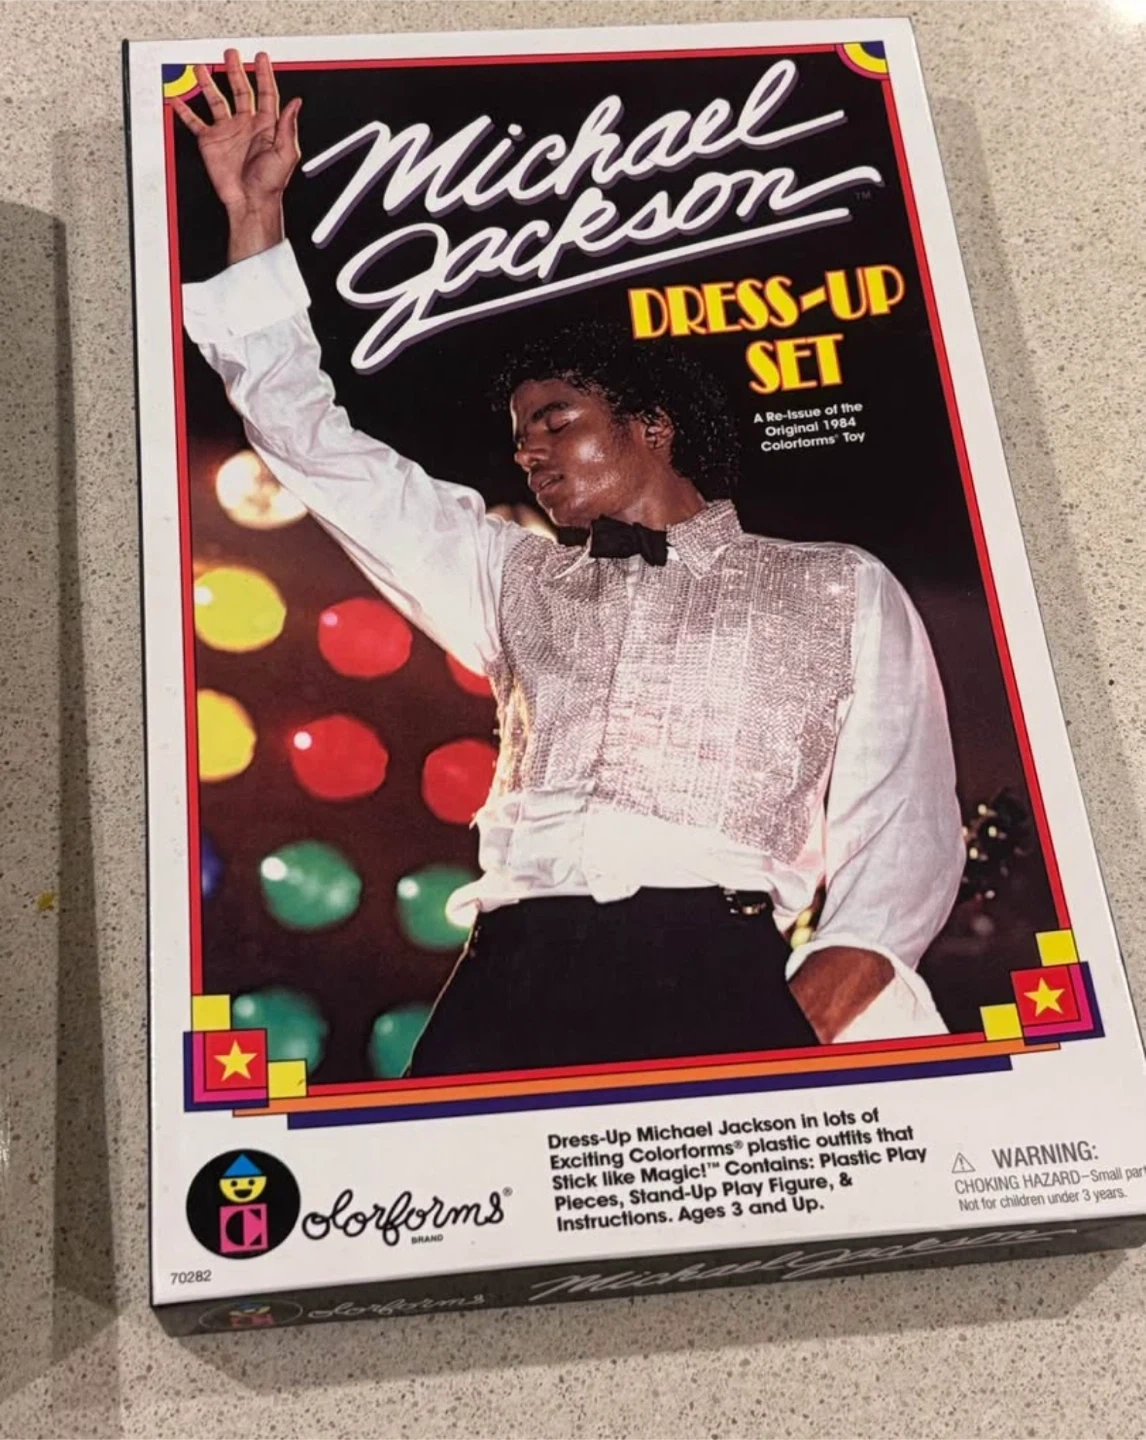 Michael
Jackson™
DRESS-UP
SET
A Re-Issue of the
Original 1984
Colorforms® Toy
Colorforms®
BRAND
70282
Dress-Up Michael Jackson in lots of
Exciting Colorforms® plastic outfits that
Stick like Magic!™ Contains: Plastic Play
Pieces, Stand-Up Play Figure, &
Instructions. Ages 3 and Up.
⚠ WARNING:
CHOKING HAZARD–Small par
Not for children under 3 years.
Colorforms
Michael Jackson